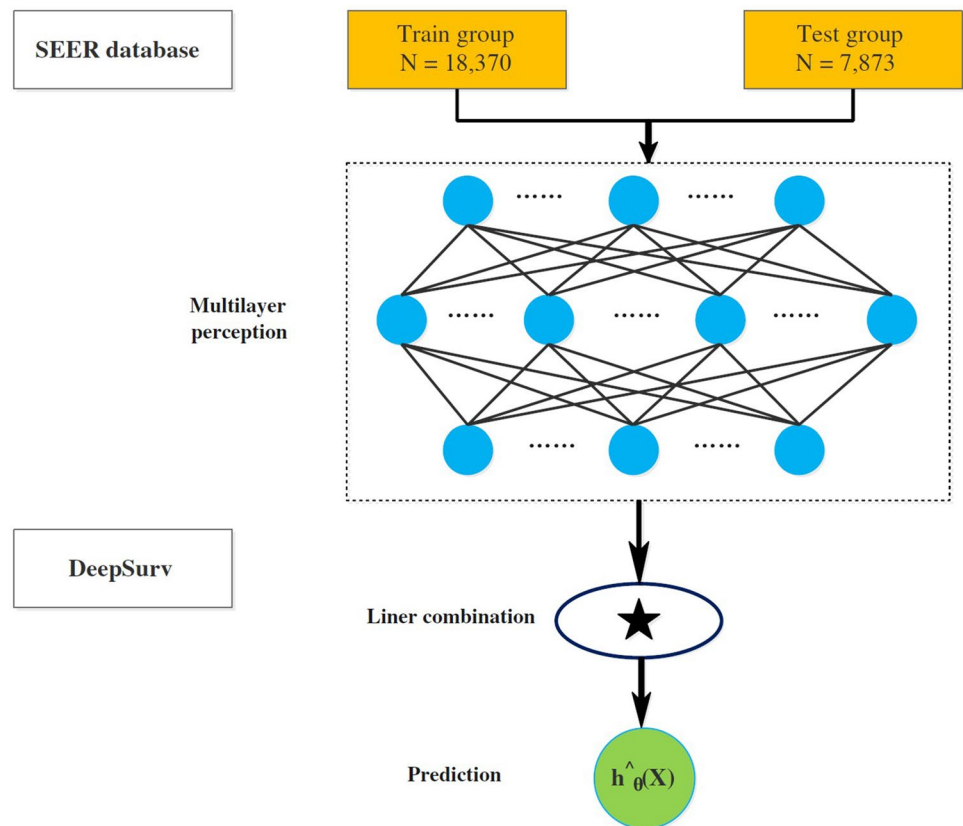 SEER database
Train group
N = 18,370
Test group
N = 7,873
...... ......
Multilayer
perception
...... ...... ......
...... ......
DeepSurv
Liner combination
Prediction
h^θ(X)